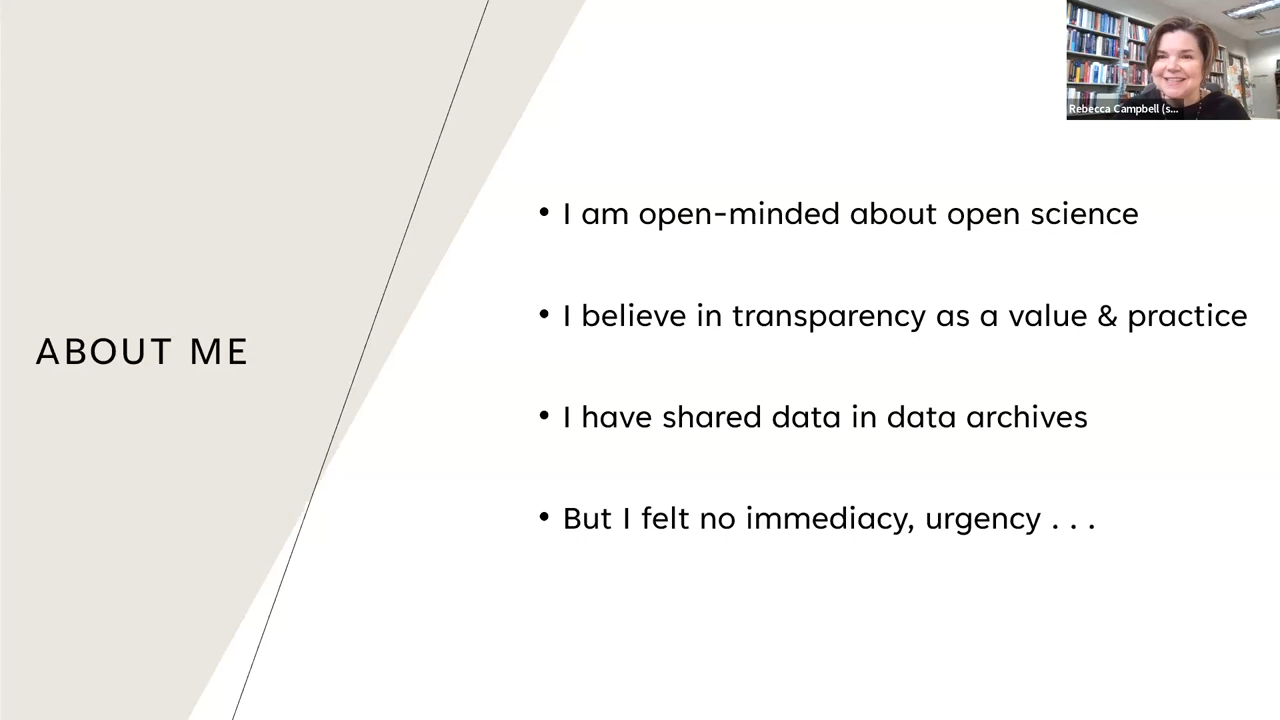 Rebecca Campbell (s...
• I am open-minded about open science
• I believe in transparency as a value & practice
ABOUT ME
• I have shared data in data archives
• But I felt no immediacy, urgency . . .